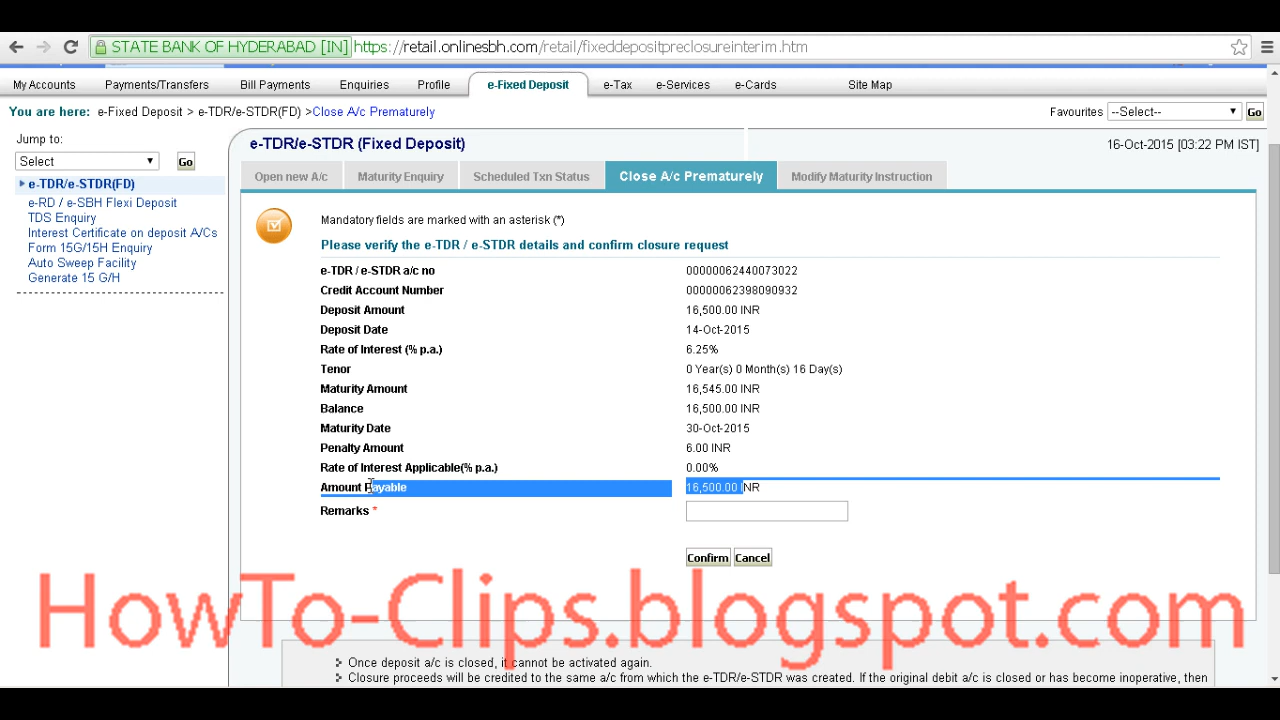 STATE BANK OF HYDERABAD [IN] https://retail.onlinesbh.com/retail/fixeddepositpreclosureinterim.htm
My Accounts Payments/Transfers Bill Payments Enquiries Profile e-Fixed Deposit e-Tax e-Services e-Cards Site Map
You are here: e-Fixed Deposit > e-TDR/e-STDR(FD) >Close A/c Prematurely Favourites --Select-- Go
Jump to:
Select Go
e-TDR/e-STDR(FD)
e-RD / e-SBH Flexi Deposit
TDS Enquiry
Interest Certificate on deposit A/Cs
Form 15G/15H Enquiry
Auto Sweep Facility
Generate 15 G/H
e-TDR/e-STDR (Fixed Deposit) 16-Oct-2015 [03:22 PM IST]
Open new A/c Maturity Enquiry Scheduled Txn Status Close A/c Prematurely Modify Maturity Instruction
Mandatory fields are marked with an asterisk (*)
Please verify the e-TDR / e-STDR details and confirm closure request
e-TDR / e-STDR a/c no 00000062440073022
Credit Account Number 00000062398090932
Deposit Amount 16,500.00 INR
Deposit Date 14-Oct-2015
Rate of Interest (% p.a.) 6.25%
Tenor 0 Year(s) 0 Month(s) 16 Day(s)
Maturity Amount 16,545.00 INR
Balance 16,500.00 INR
Maturity Date 30-Oct-2015
Penalty Amount 6.00 INR
Rate of Interest Applicable(% p.a.) 0.00%
Amount Payable 16,500.00 INR
Remarks *
Confirm Cancel
HowTo-Clips.blogspot.com
> Once deposit a/c is closed, it cannot be activated again.
> Closure proceeds will be credited to the same a/c from which the e-TDR/e-STDR was created. If the original debit a/c is closed or has become inoperative, then